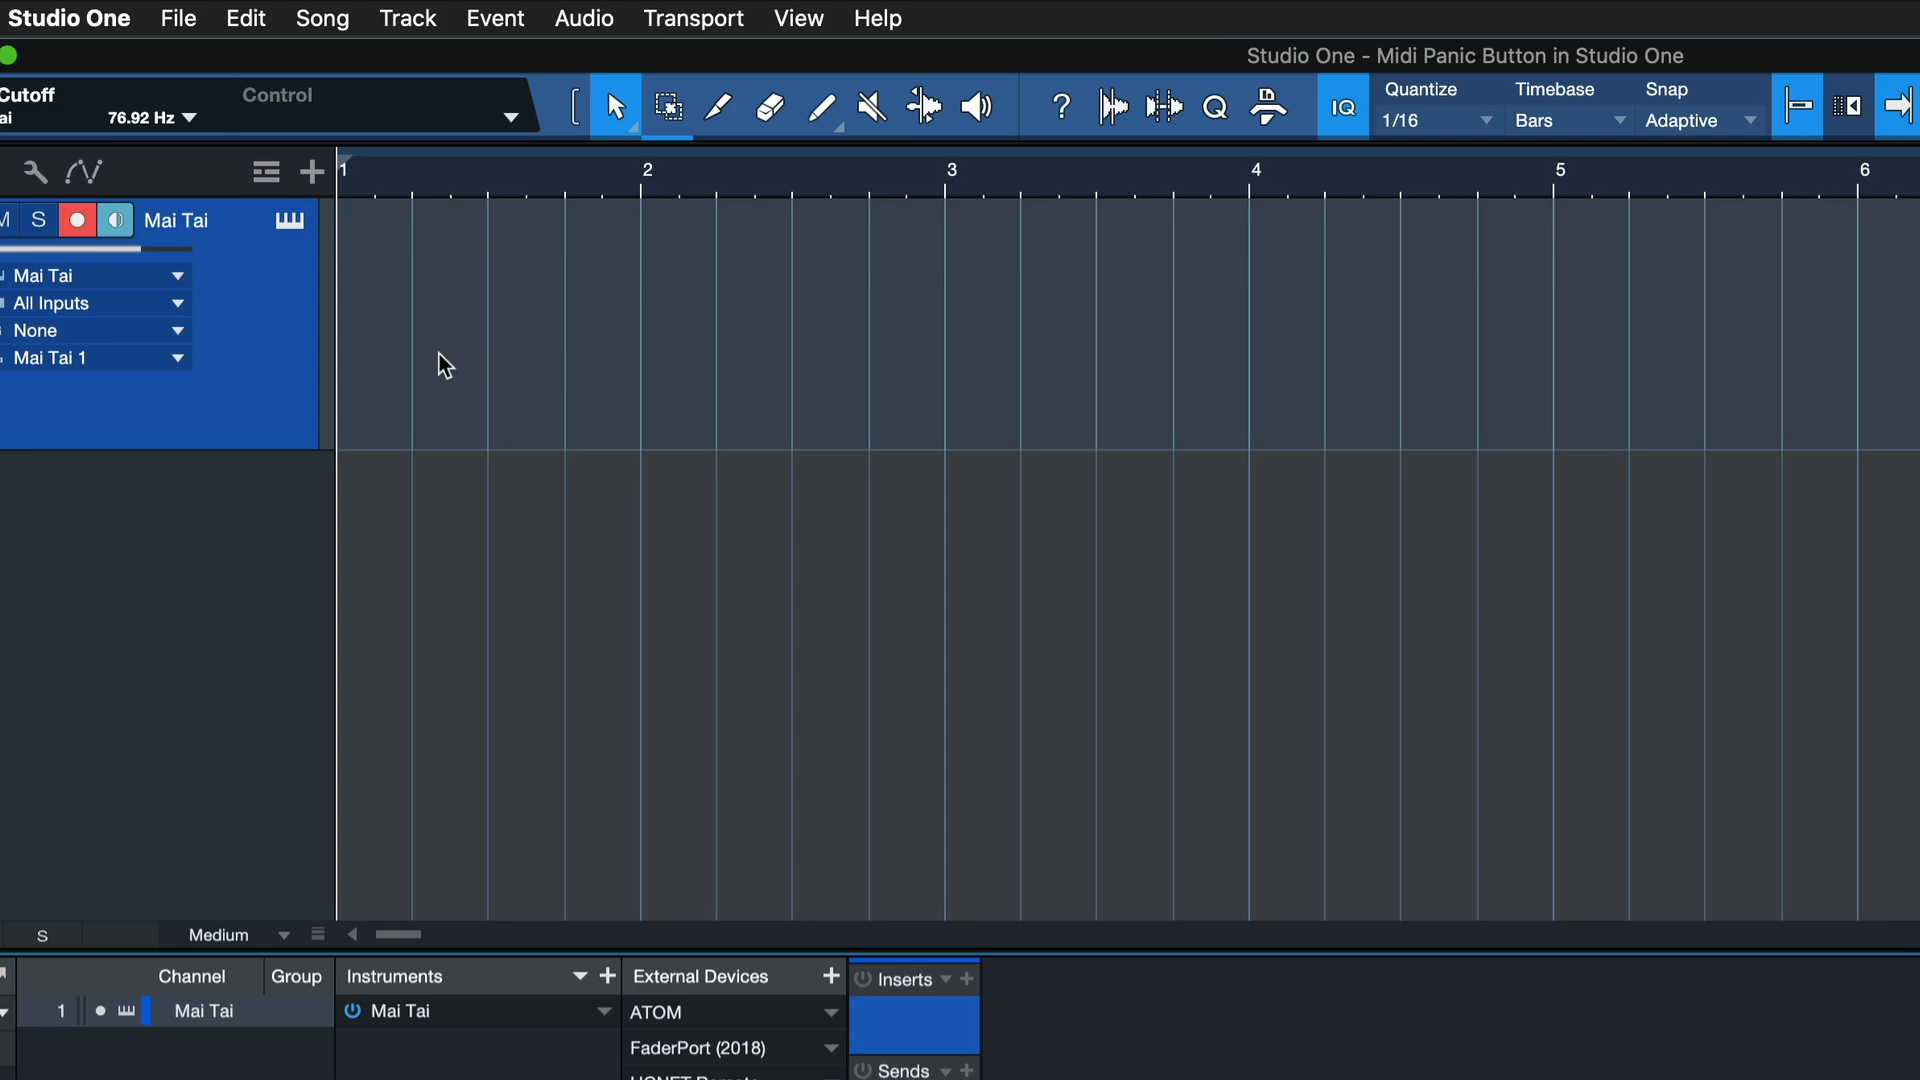 Studio One File Edit Song Track Event Audio Transport View Help
Studio One - Midi Panic Button in Studio One
Cutoff Control
ai 76.92 Hz
Quantize Timebase Snap
1/16 Bars Adaptive
IQ
1 2 3 4 5 6
M S Mai Tai
Mai Tai
All Inputs
None
Mai Tai 1
S Medium
Channel Group Instruments External Devices Inserts
1 Mai Tai Mai Tai ATOM
FaderPort (2018)
Sends